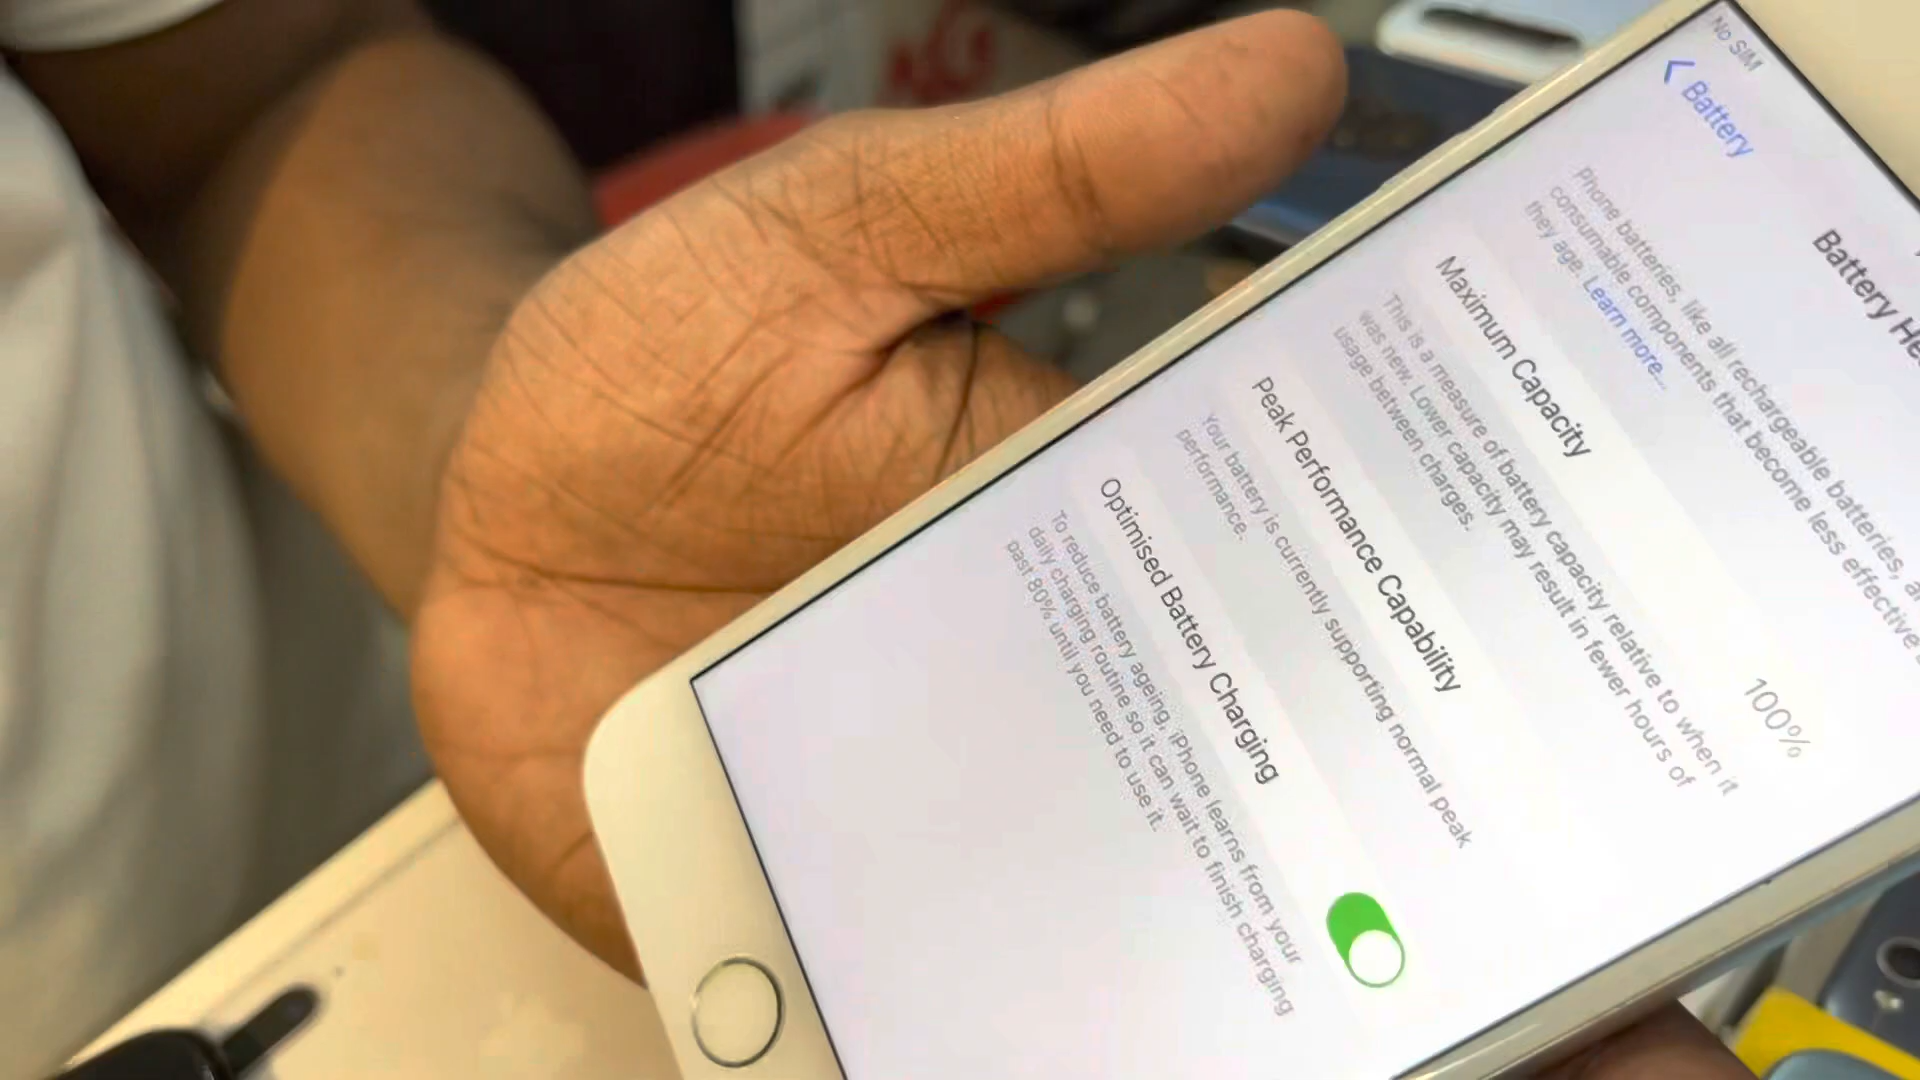 No SIM
Battery
Battery He
Phone batteries, like all rechargeable batteries, a
consumable components that become less effective
they age. Learn more...
Maximum Capacity
100%
This is a measure of battery capacity relative to when it
was new. Lower capacity may result in fewer hours of
usage between charges.
Peak Performance Capability
Your battery is currently supporting normal peak
performance.
Optimised Battery Charging
To reduce battery ageing, iPhone learns from your
daily charging routine so it can wait to finish charging
past 80% until you need to use it.